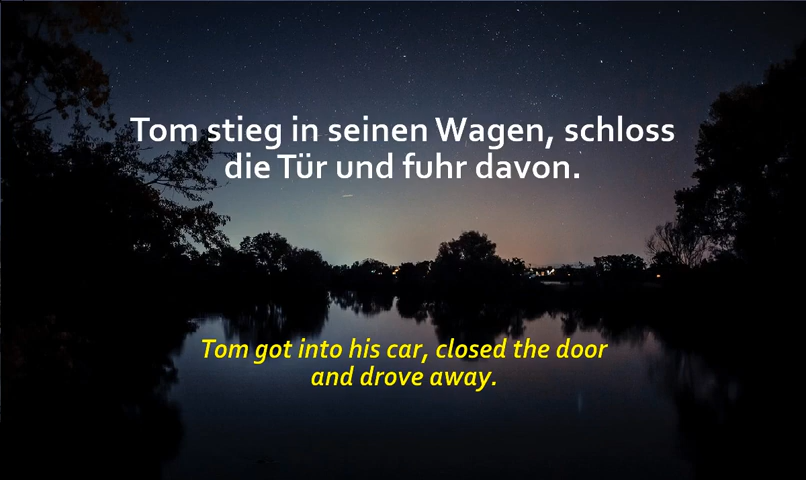 Tom stieg in seinen Wagen, schloss
die Tür und fuhr davon.
Tom got into his car, closed the door
and drove away.